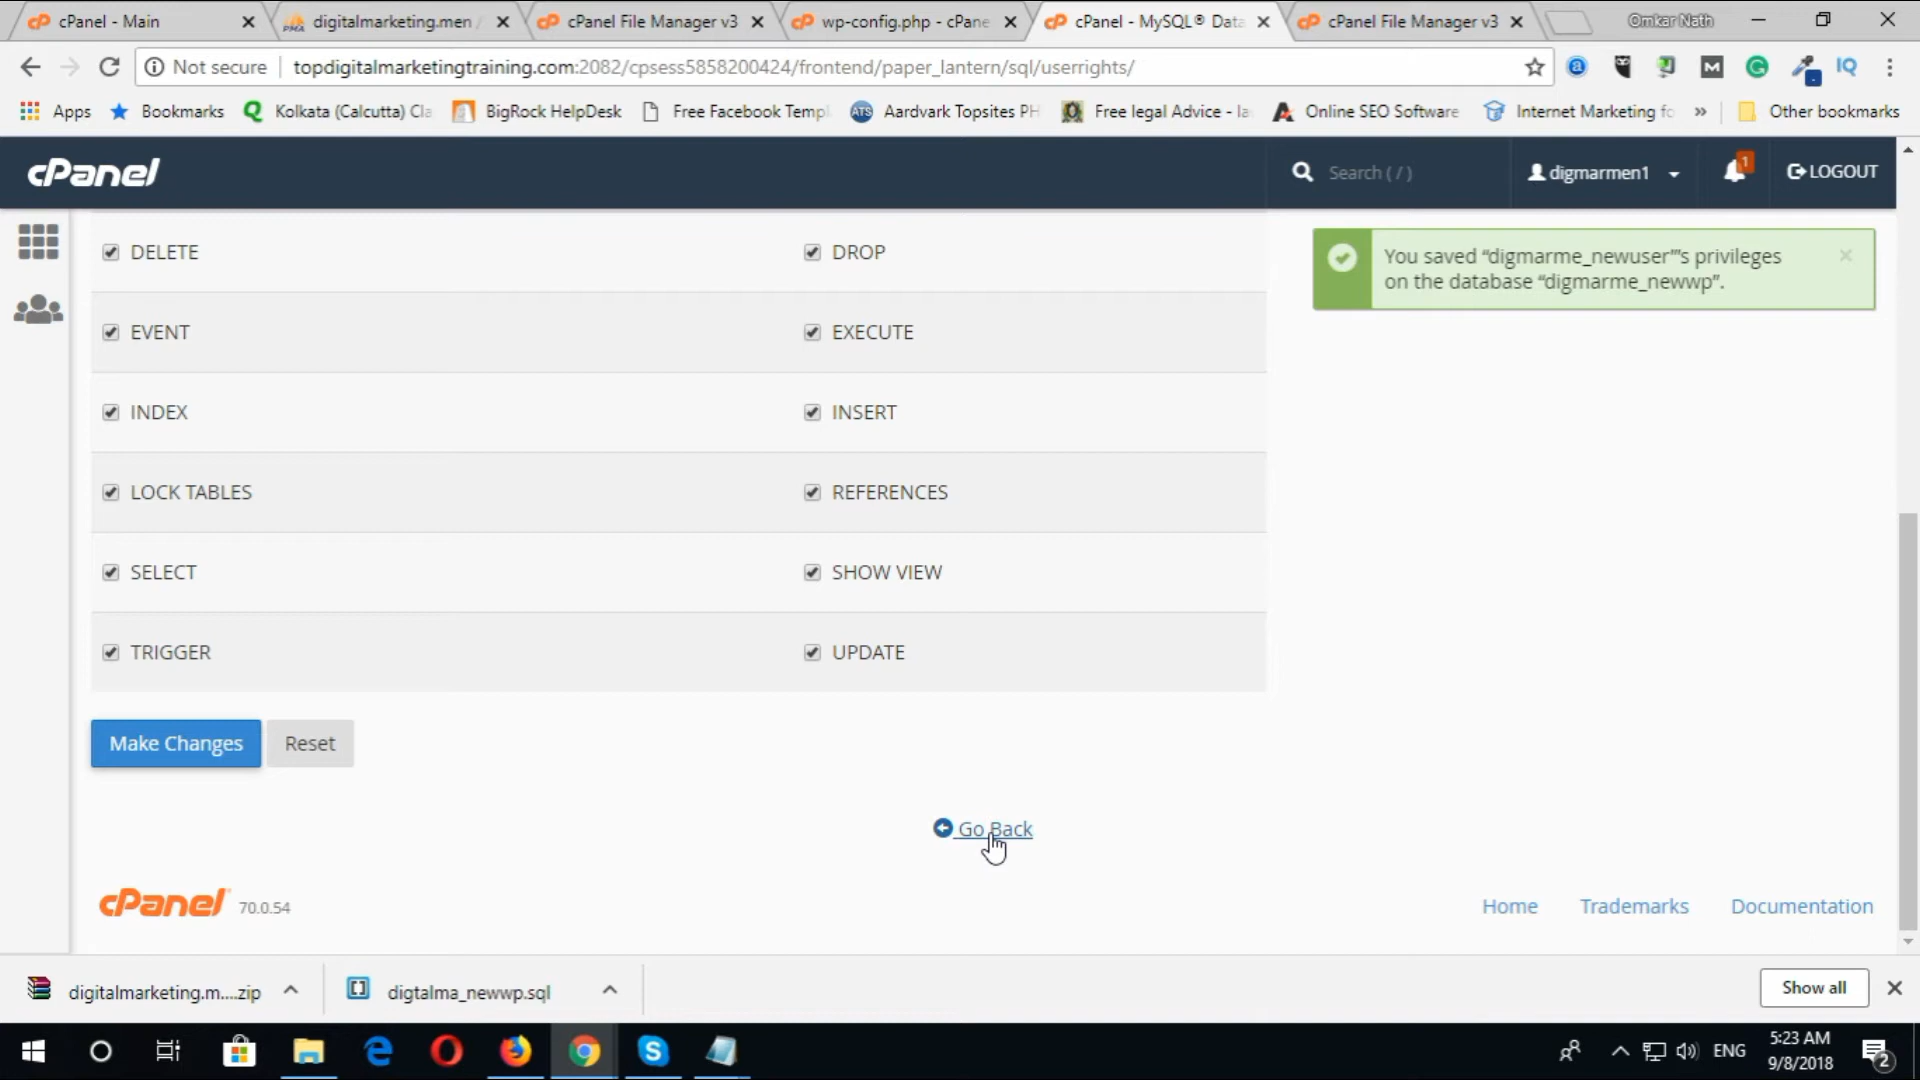 cPanel - Main
digitalmarketing.men /
cPanel File Manager v3
wp-config.php - cPane
cPanel - MySQL® Data
cPanel File Manager v3
Omkar Nath
Not secure
topdigitalmarketingtraining.com:2082/cpsess5858200424/frontend/paper_lantern/sql/userrights/
Apps
Bookmarks
Kolkata (Calcutta) Cla
BigRock HelpDesk
Free Facebook Templ
ATS
Aardvark Topsites PH
Free legal Advice - la
Online SEO Software
Internet Marketing fo
»
Other bookmarks
cPanel
Search ( / )
digmarmen1
1
LOGOUT
DELETE
DROP
You saved “digmarme_newuser”'s privileges
on the database “digmarme_newwp”.
EVENT
EXECUTE
INDEX
INSERT
LOCK TABLES
REFERENCES
SELECT
SHOW VIEW
TRIGGER
UPDATE
Make Changes
Reset
Go Back
cPanel 70.0.54
Home
Trademarks
Documentation
digitalmarketing.m....zip
digtalma_newwp.sql
Show all
ENG
5:23 AM
9/8/2018
2